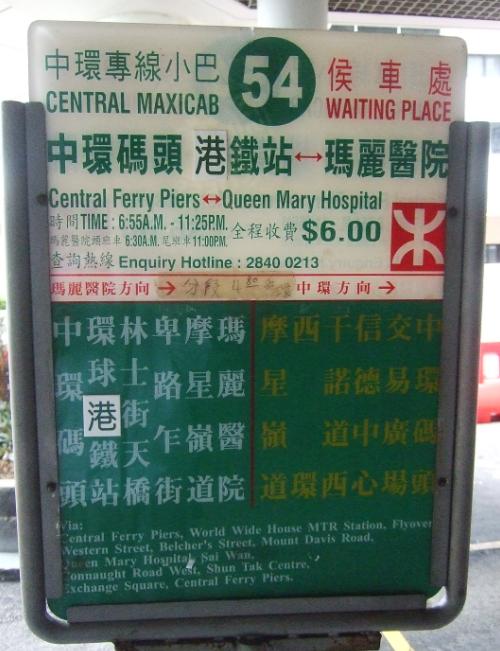 中環專線小巴 54 侯車處
CENTRAL MAXICAB WAITING PLACE
中環碼頭 港鐵站↔瑪麗醫院
Central Ferry Piers↔Queen Mary Hospital
時間TIME : 6:55A.M. - 11:25P.M. 全程收費 $6.00
瑪麗醫院頭班車 6:30A.M. 尾班車11:00P.M.
查詢熱線 Enquiry Hotline : 2840 0213
瑪麗醫院方向 → 分段 4.80 中環方向 →
中環碼頭
環球港鐵站
林士街天橋
卑路乍街
摩星嶺道
瑪麗醫院
摩星嶺道
西環
干諾道西
信德中心
交易廣場
中環碼頭
Via:
Central Ferry Piers, World Wide House MTR Station, Flyover
Western Street, Belcher's Street, Mount Davis Road,
Queen Mary Hospital, Sai Wan,
Connaught Road West, Shun Tak Centre,
Exchange Square, Central Ferry Piers.